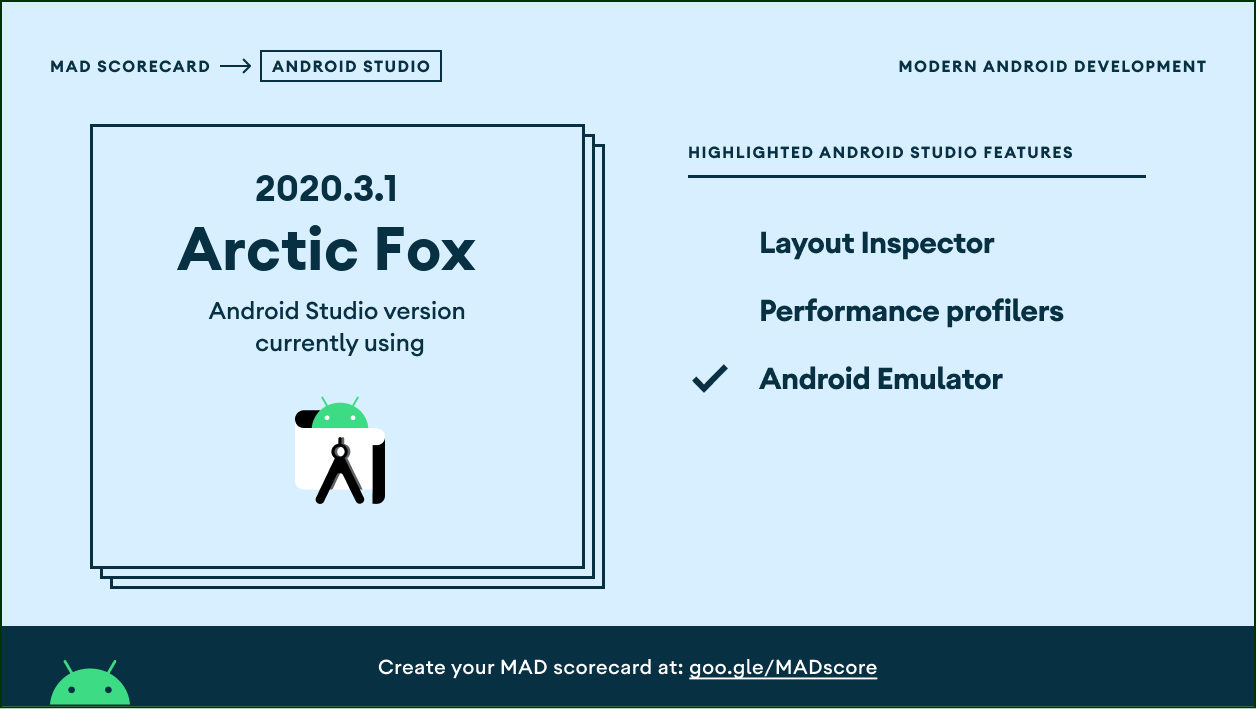 MAD SCORECARD → ANDROID STUDIO
MODERN ANDROID DEVELOPMENT
2020.3.1
Arctic Fox
Android Studio version
currently using
HIGHLIGHTED ANDROID STUDIO FEATURES
Layout Inspector
Performance profilers
✓ Android Emulator
Create your MAD scorecard at: goo.gle/MADscore